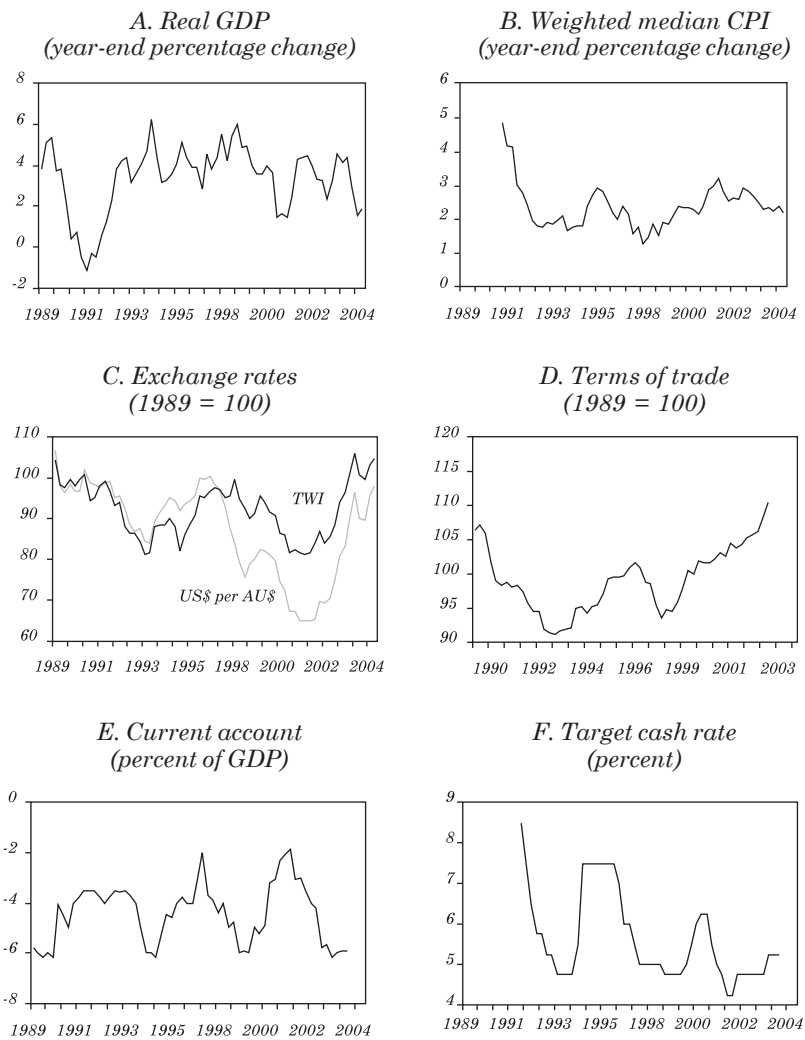 A. Real GDP
(year-end percentage change)
8
6
4
2
0
-2
1989 1991 1993 1995 1998 2000 2002 2004
B. Weighted median CPI
(year-end percentage change)
6
5
4
3
2
1
0
1989 1991 1993 1995 1998 2000 2002 2004
C. Exchange rates
(1989 = 100)
110
100
90
80
70
60
TWI
US$ per AU$
1989 1991 1993 1995 1998 2000 2002 2004
D. Terms of trade
(1989 = 100)
120
115
110
105
100
95
90
1990 1992 1994 1996 1999 2001 2003
E. Current account
(percent of GDP)
0
-2
-4
-6
-8
1989 1991 1993 1995 1998 2000 2002 2004
F. Target cash rate
(percent)
9
8
7
6
5
4
1989 1991 1993 1995 1998 2000 2002 2004